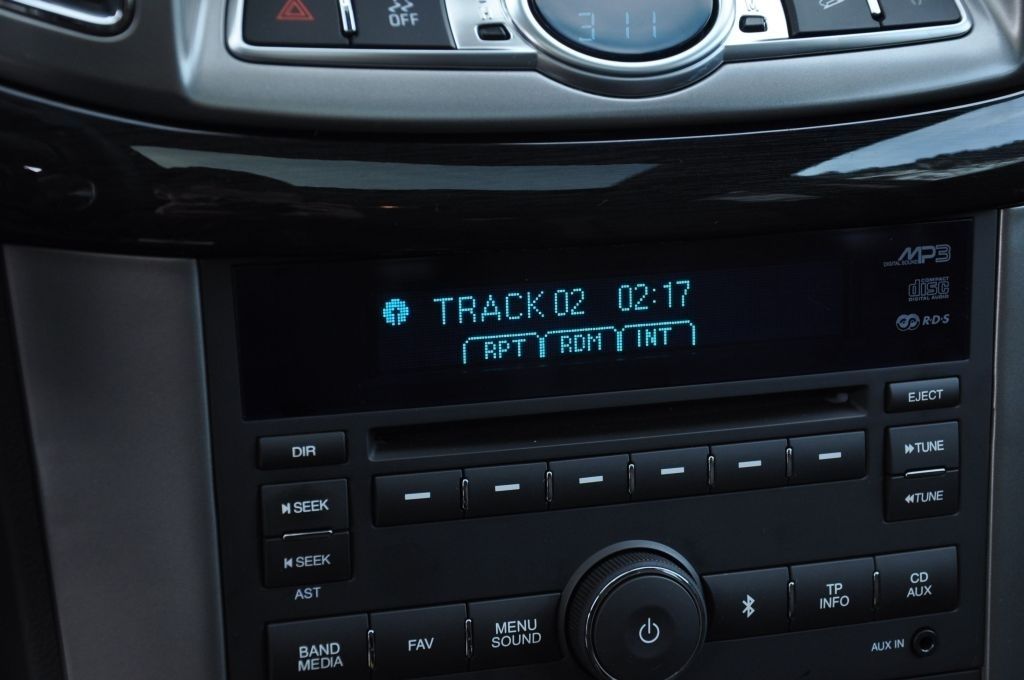 OFF
311
MP3
DIGITAL SOUND
COMPACT
disc
DIGITAL AUDIO
R·D·S
TRACK 02 02:17
RPT RDM INT
EJECT
DIR
TUNE
TUNE
SEEK
SEEK
AST
BAND
MEDIA
FAV
MENU
SOUND
TP
INFO
CD
AUX
AUX IN